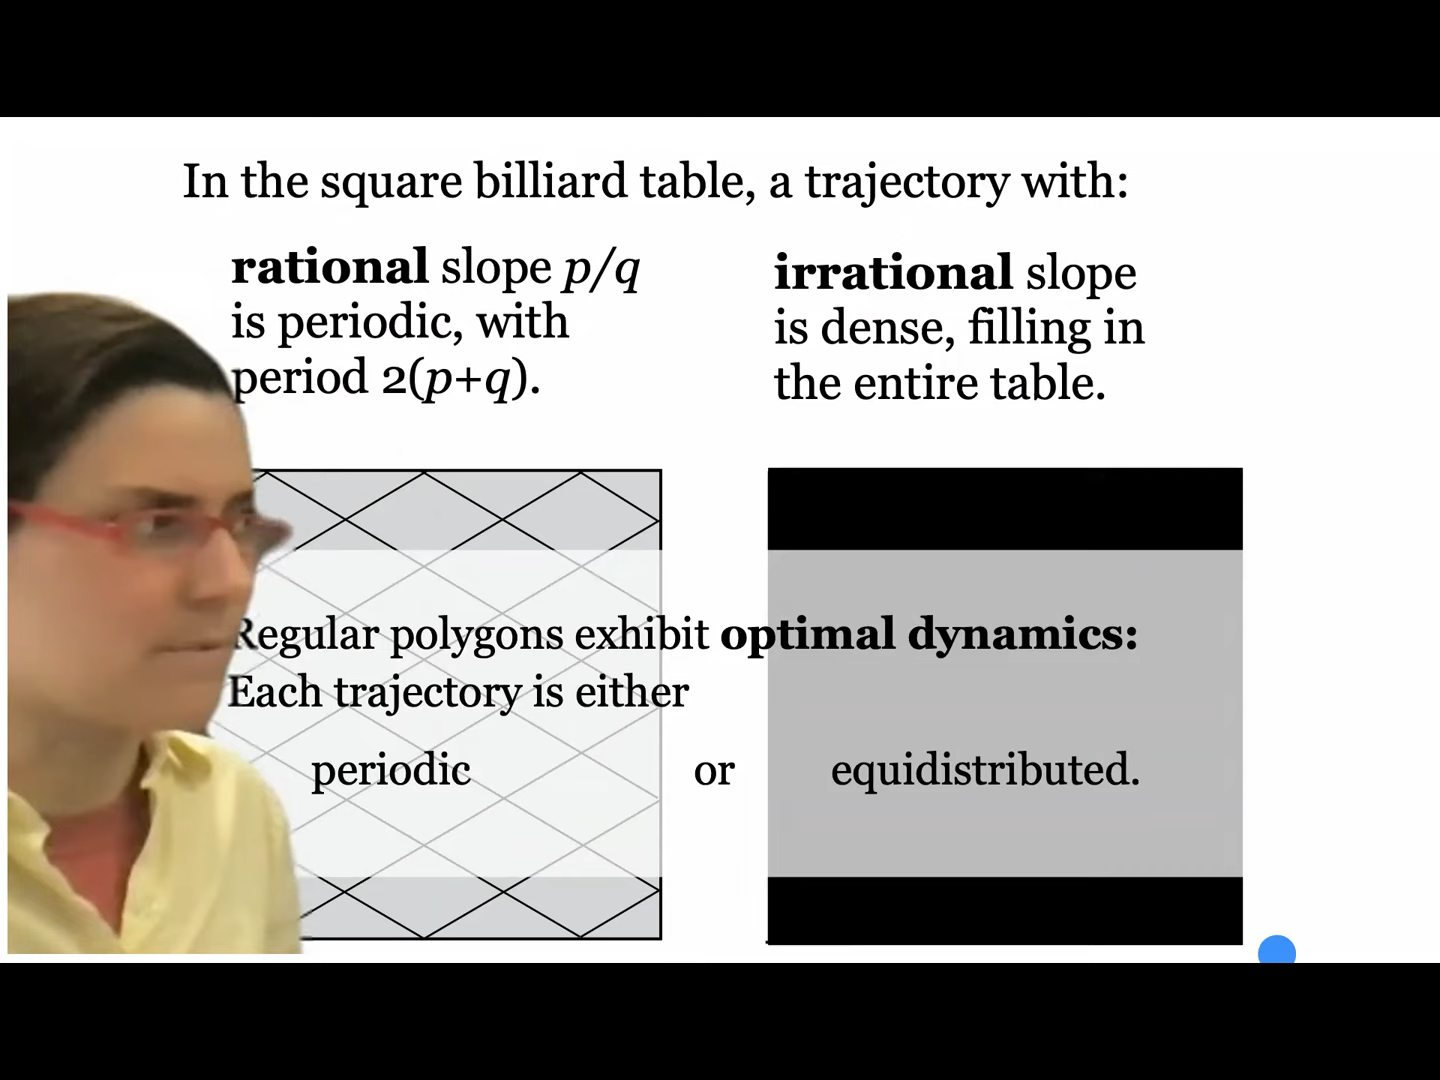 In the square billiard table, a trajectory with:
rational slope p/q
is periodic, with
period 2(p+q).
irrational slope
is dense, filling in
the entire table.
Regular polygons exhibit optimal dynamics:
Each trajectory is either
periodic or equidistributed.